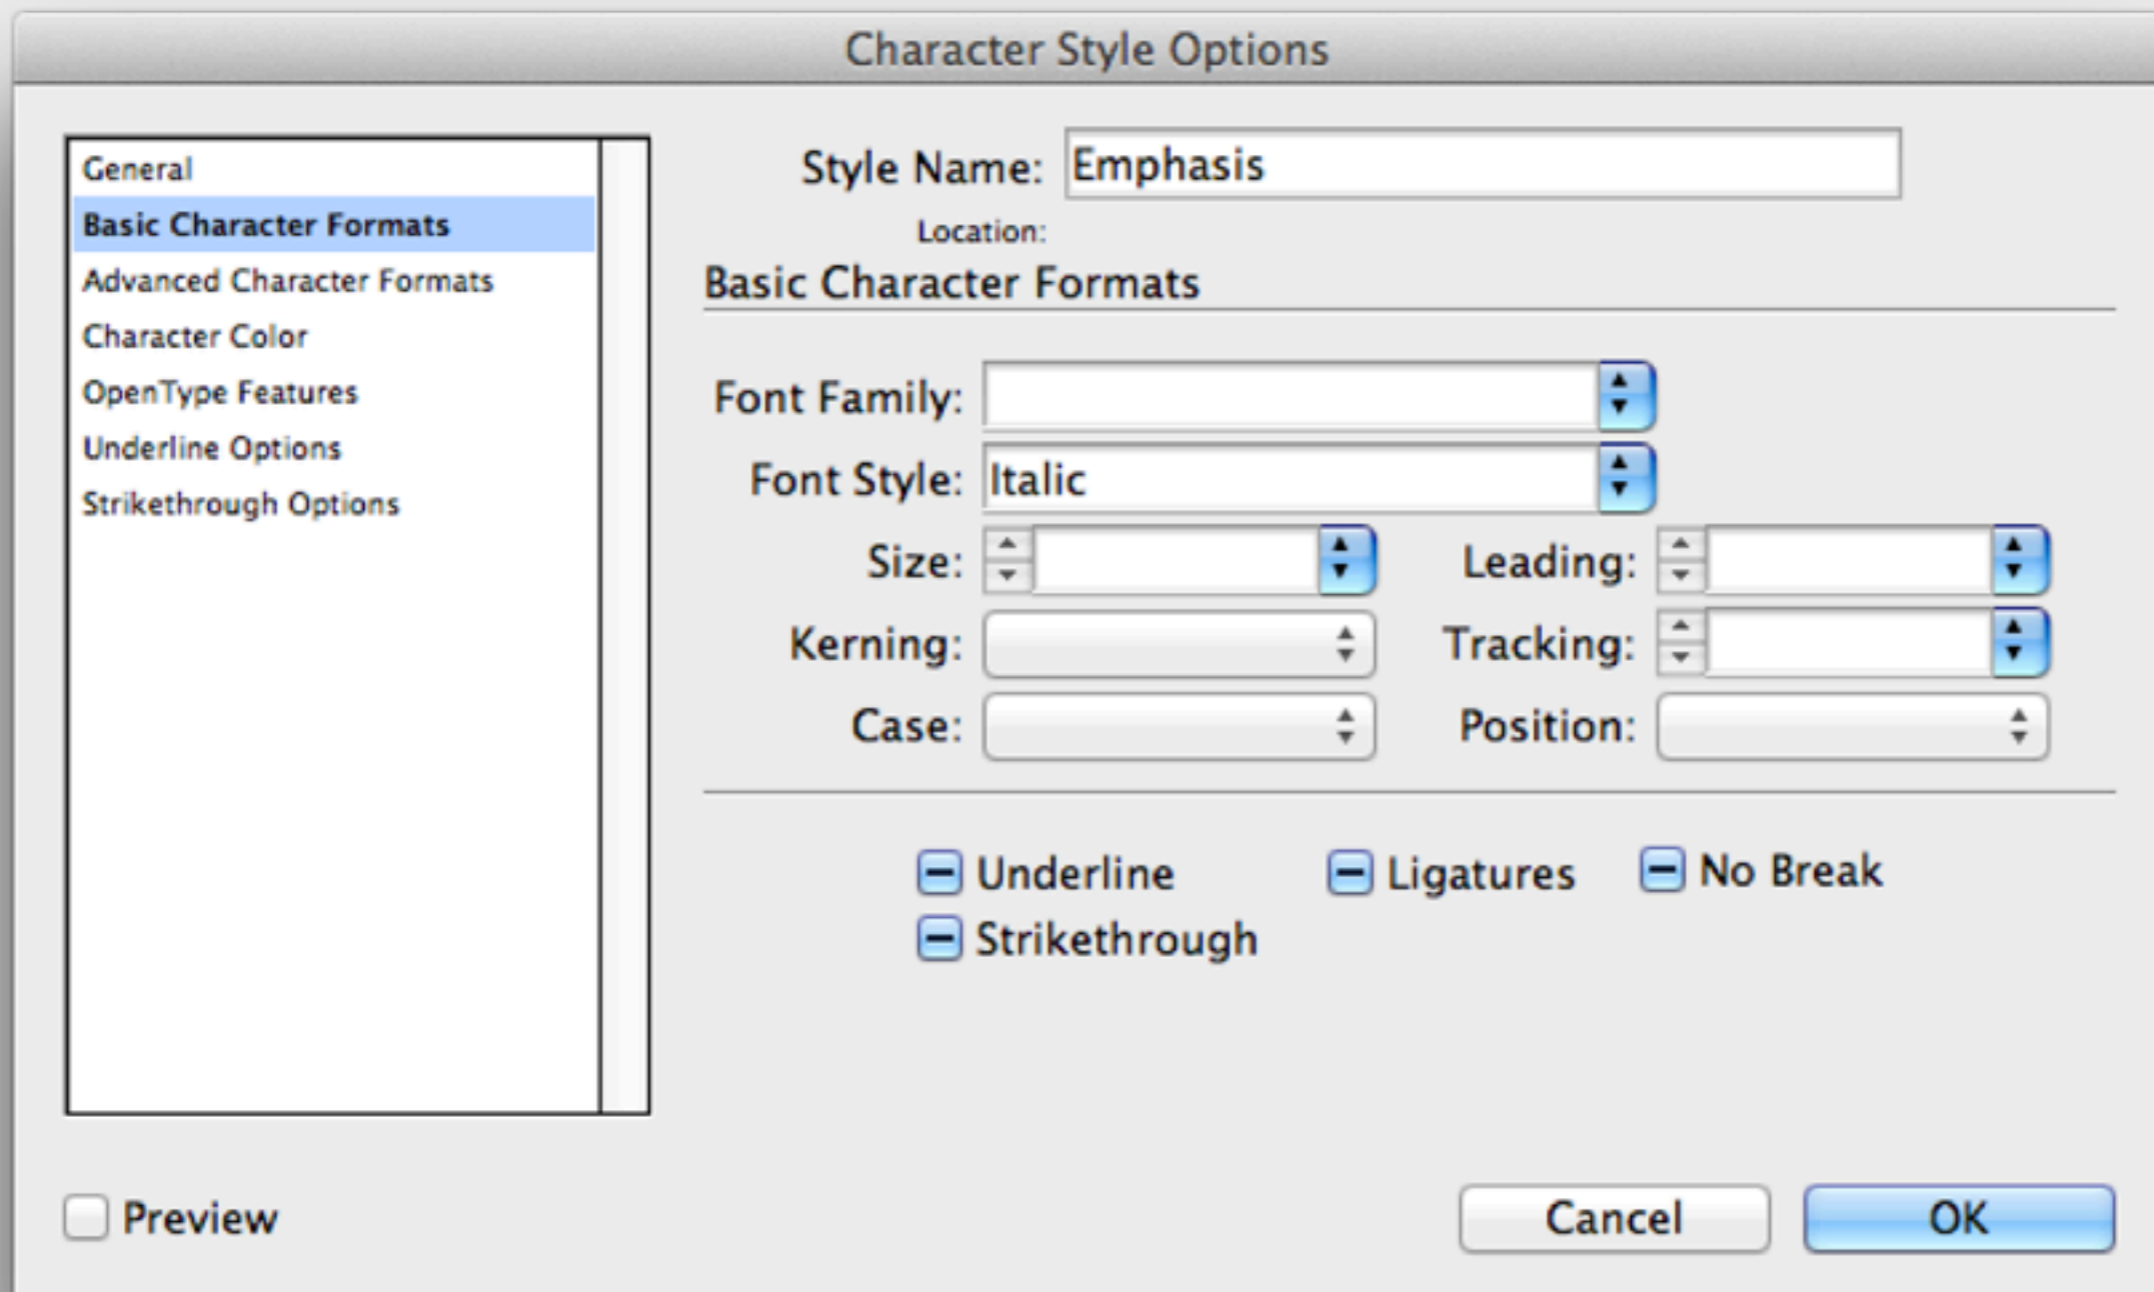 Character Style Options
General
Basic Character Formats
Advanced Character Formats
Character Color
OpenType Features
Underline Options
Strikethrough Options
Style Name: Emphasis
Location:
Basic Character Formats
Font Family:
Font Style: Italic
Size: Leading:
Kerning: Tracking:
Case: Position:
Underline Ligatures No Break
Strikethrough
Preview Cancel OK